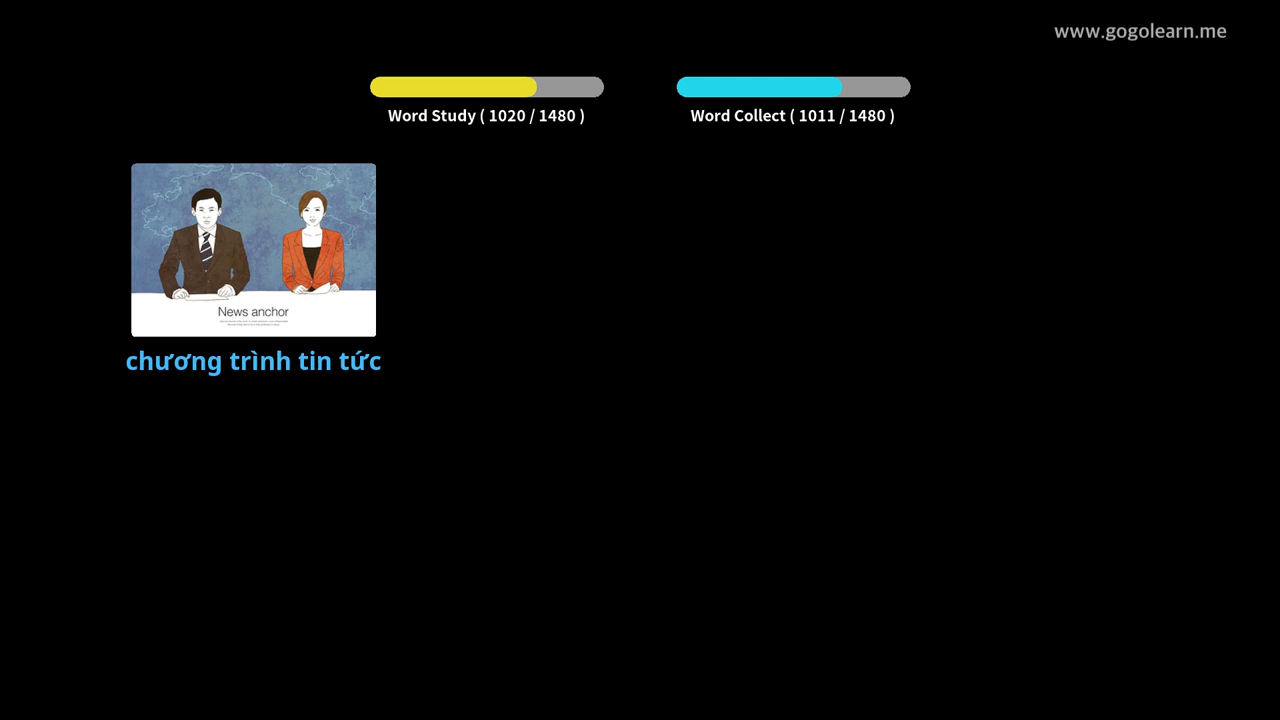 www.gogolearn.me
Word Study ( 1020 / 1480 )
Word Collect ( 1011 / 1480 )
News anchor
chương trình tin tức